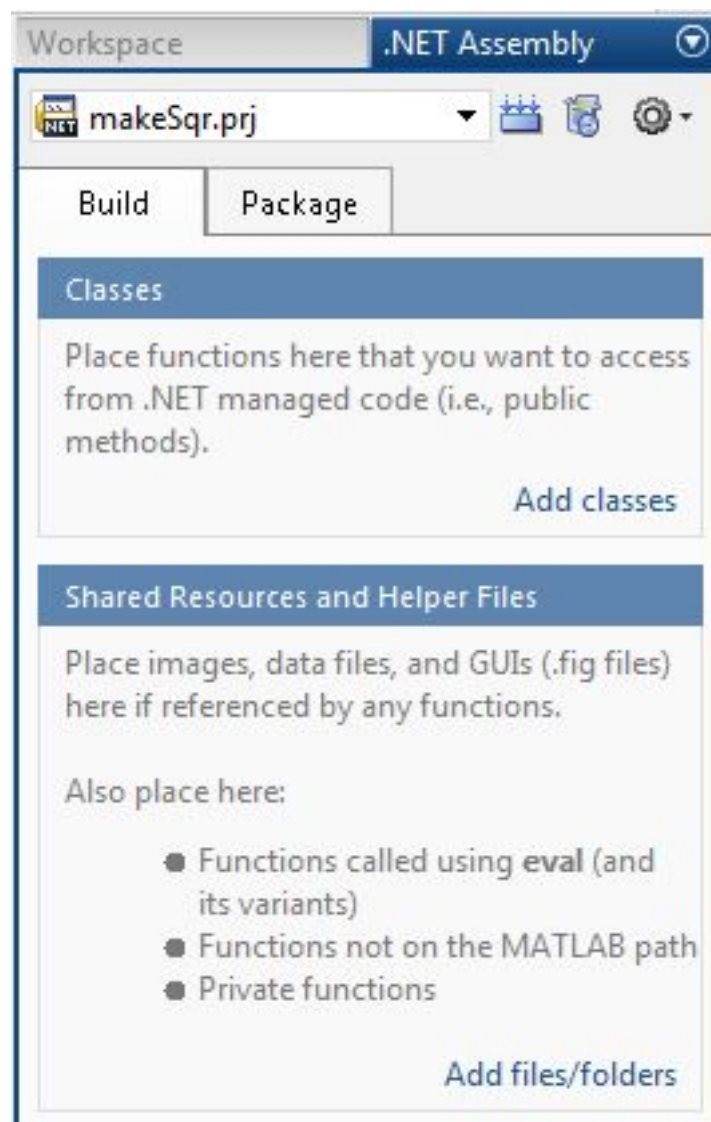 Workspace
.NET Assembly
NET
makeSqr.prj
Build
Package
Classes
Place functions here that you want to access
from .NET managed code (i.e., public
methods).
Add classes
Shared Resources and Helper Files
Place images, data files, and GUIs (.fig files)
here if referenced by any functions.
Also place here:
Functions called using eval (and
its variants)
Functions not on the MATLAB path
Private functions
Add files/folders